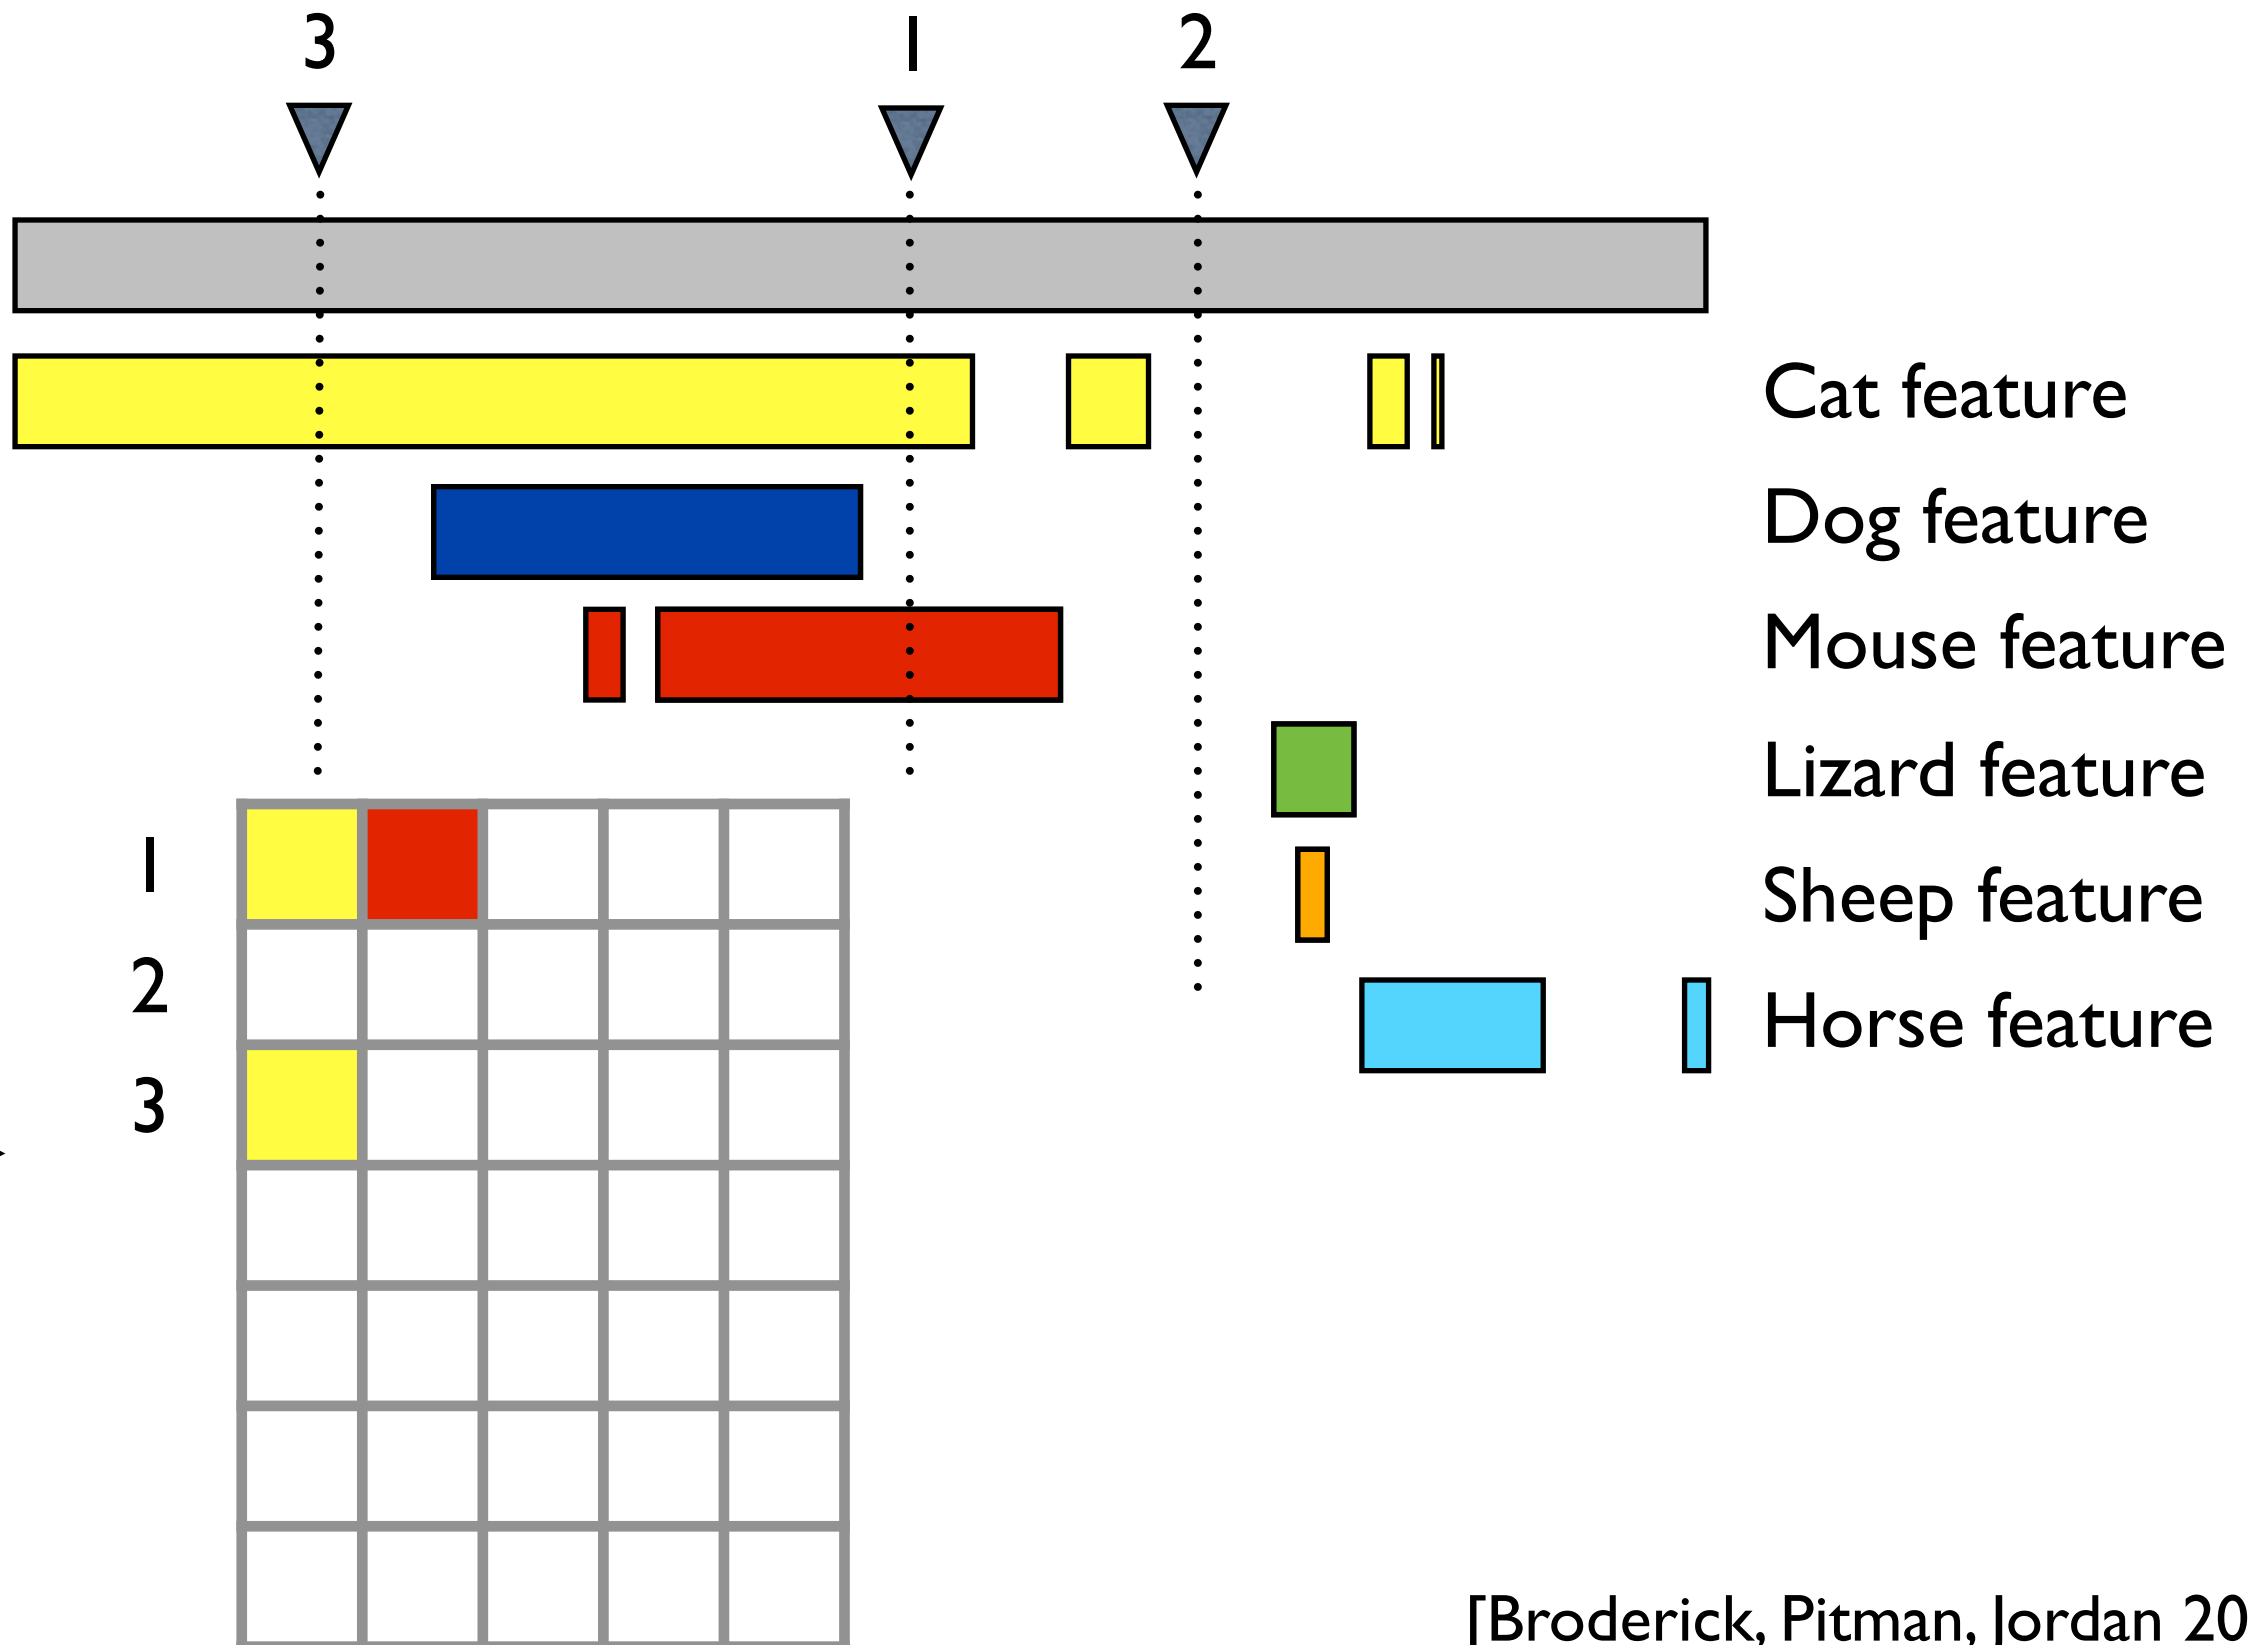 3 1 2
Cat feature
Dog feature
Mouse feature
Lizard feature
1
Sheep feature
2
Horse feature
3
[Broderick, Pitman, Jordan 20